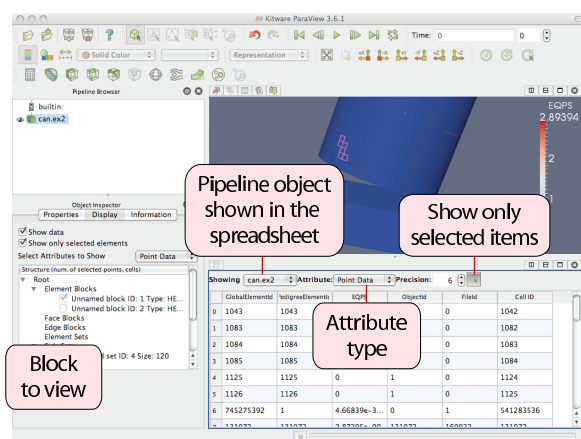 Kitware ParaView 3.6.1
Time: 0
0
Solid Color
Representation
Pipeline Browser
builtin:
can.ex2
EQPS
2.89394
2
1
Pipeline object
shown in the
spreadsheet
Show only
selected items
Object Inspector
Properties Display Information
Show data
Show only selected elements
Select Attributes to Show Point Data
Structure (num. of selected points, cells)
Root
Element Blocks
Unnamed block ID: 1 Type: HE...
Unnamed block ID: 2 Type: HE...
Face Blocks
Edge Blocks
Element Sets
set ID: 4 Size: 120
Block
to view
Showing can.ex2 Attribute: Point Data Precision: 6
GlobalElementId PedigreeElementId EQPS ObjectId FileId Cell ID
0 1043 1043 0 1042
1 1083 1083 0 1082
2 1084 1084 0 1083
3 1085 1085 0 1084
4 1125 1125 0 1 0 1124
5 1126 1126 0 1 0 1125
6 745275392 1 4.66839e-3... 0 1 541283536
Attribute
type